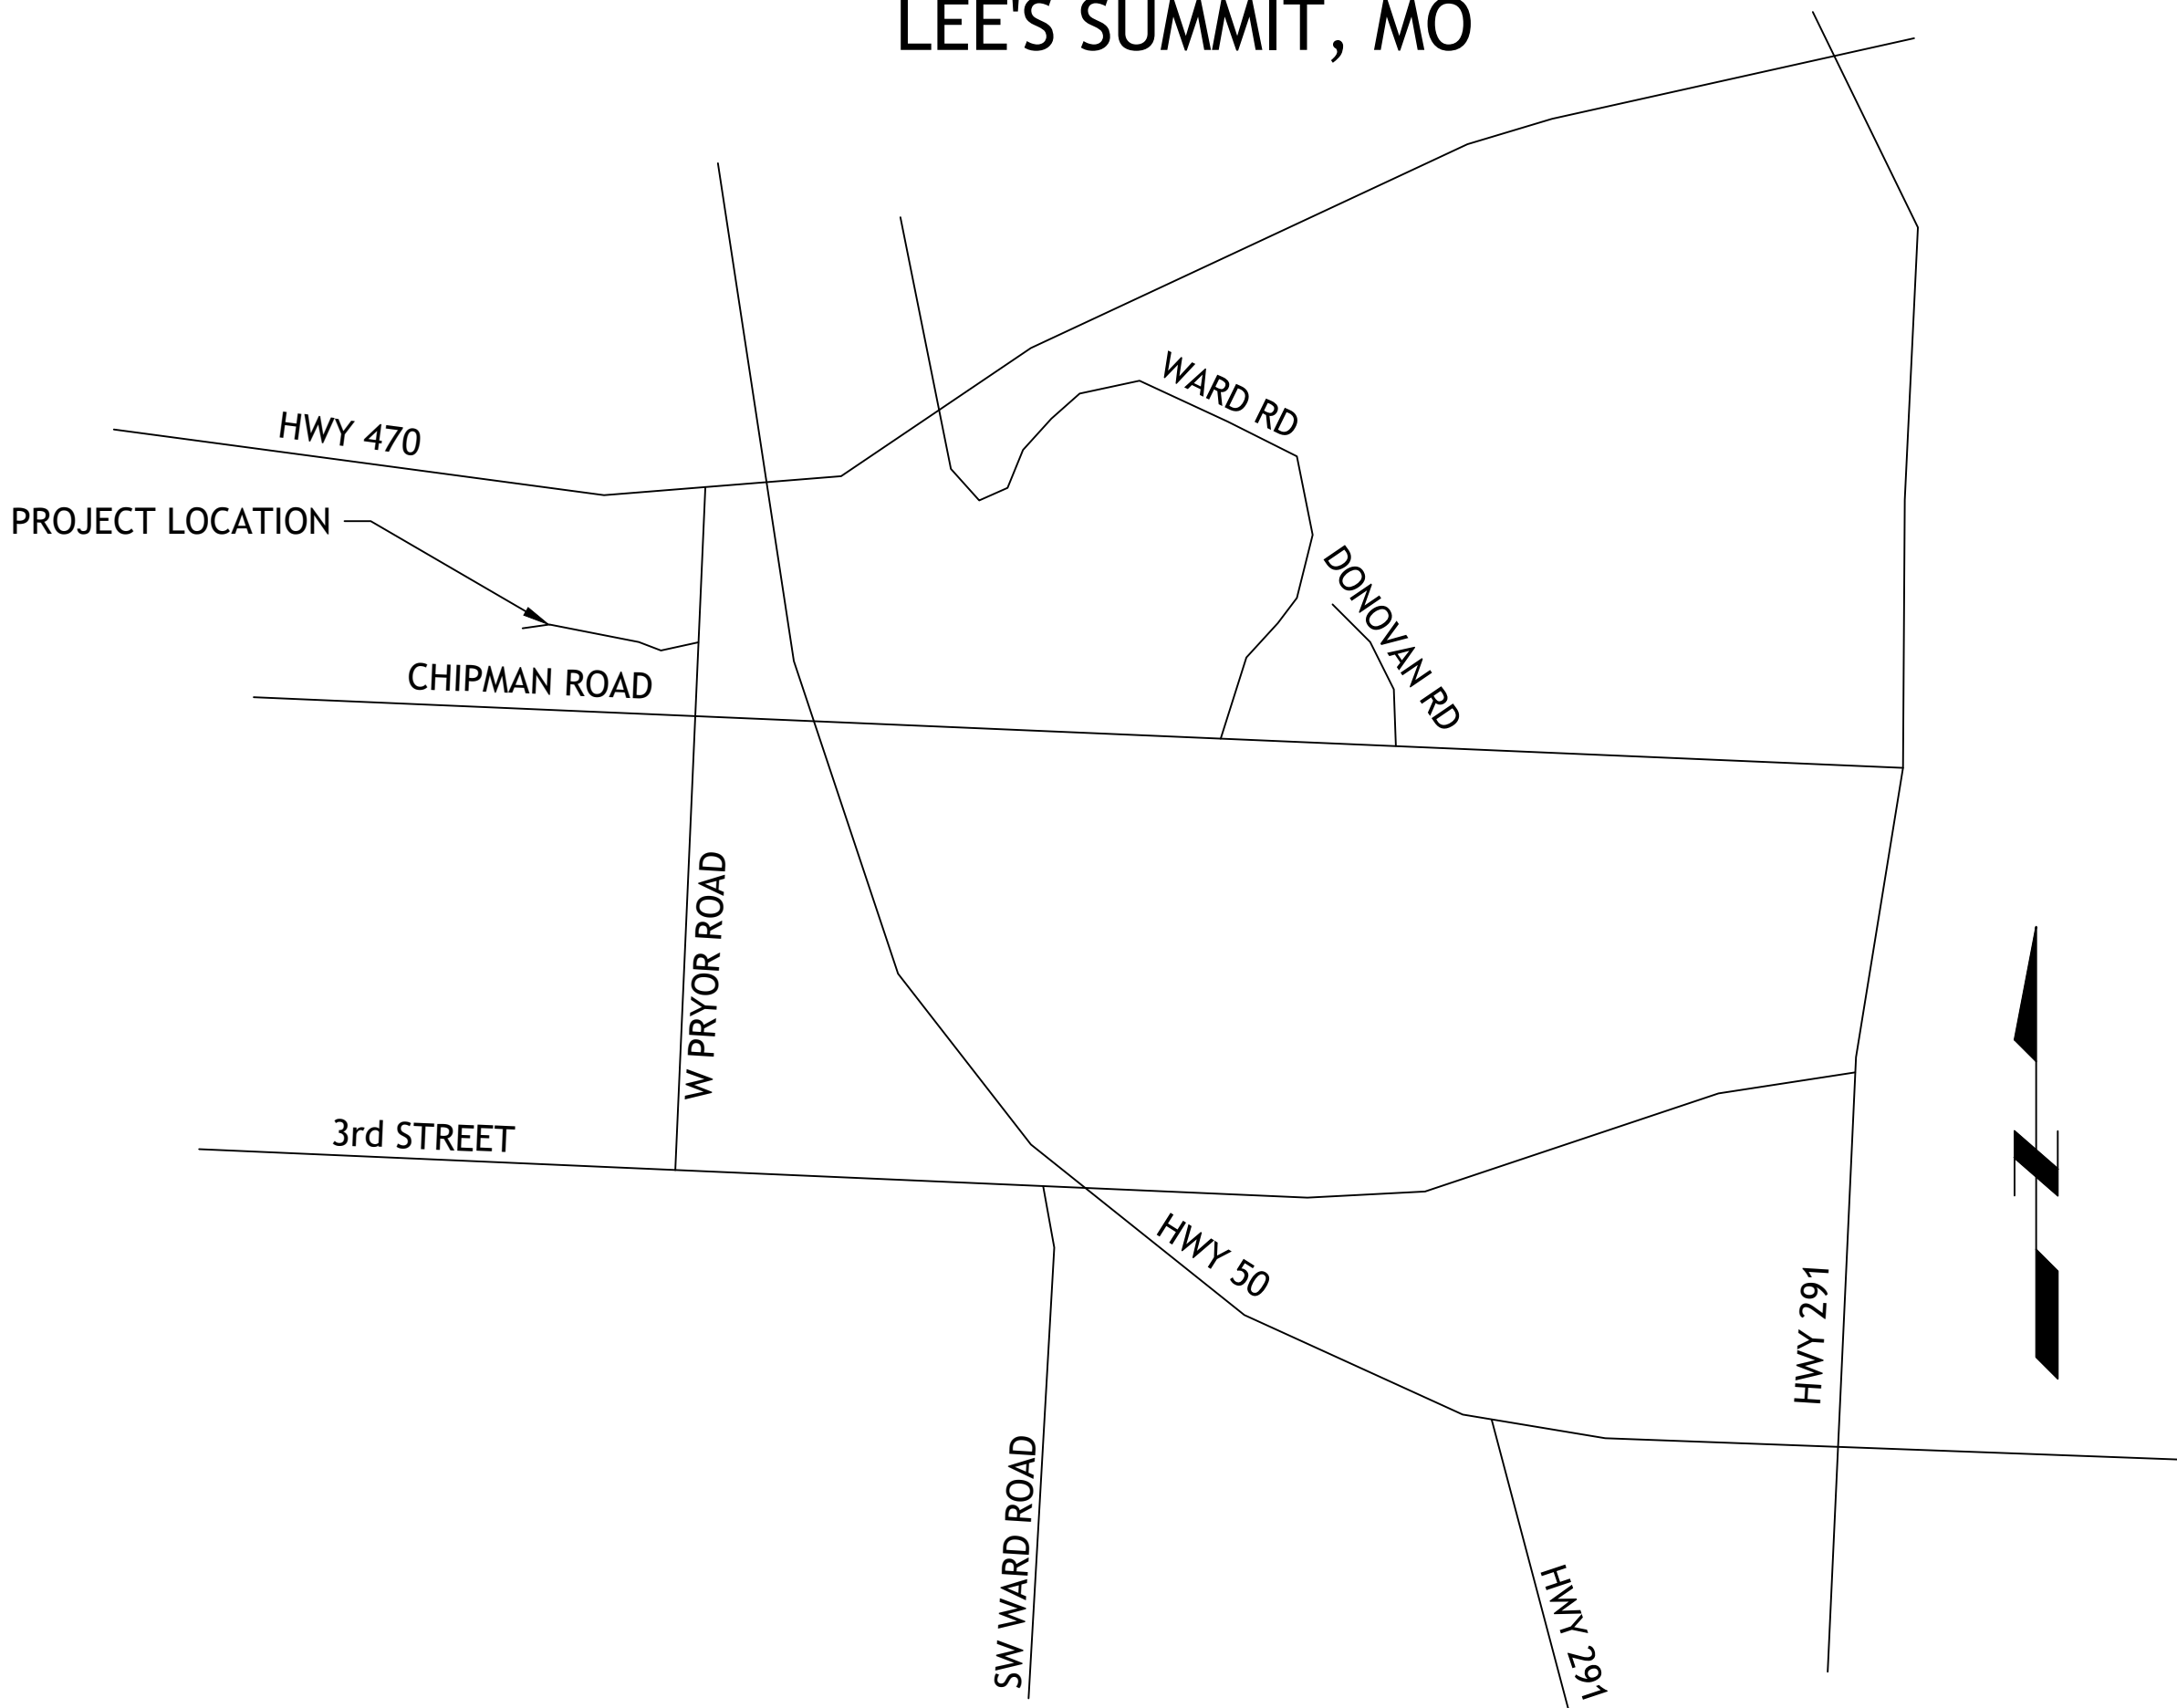 LEE'S SUMMIT, MO
WARD RD
HWY 470
PROJECT LOCATION
DONOVAN RD
CHIPMAN ROAD
W PRYOR ROAD
3rd STREET
N
HWY 50
HWY 291
SW WARD ROAD
HWY 291